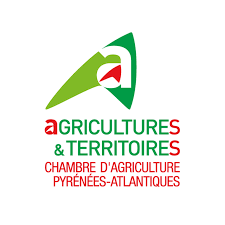 a
aGRICULTURES
& TERRITOIRES
CHAMBRE D'AGRICULTURE
PYRÉNÉES-ATLANTIQUES